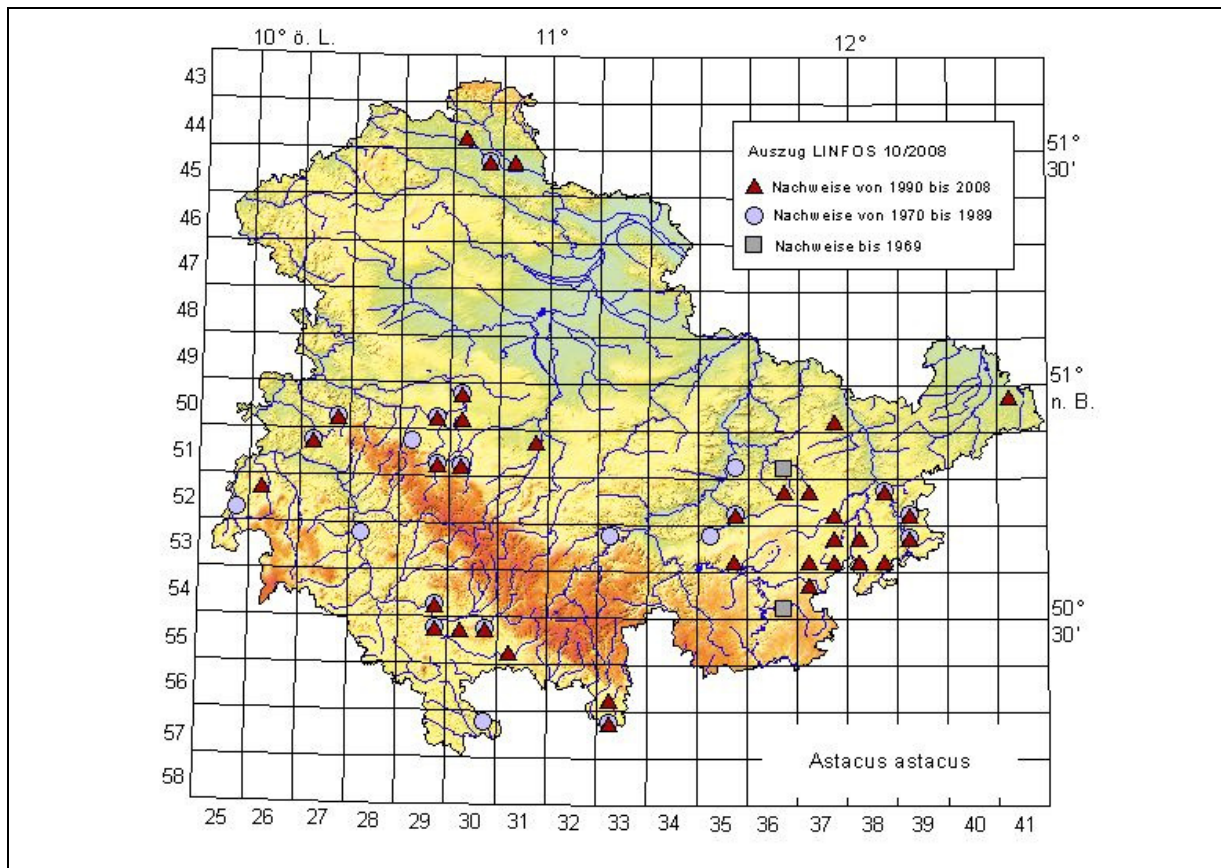 10° ö. L.
11°
12°
43
44
45
46
47
48
49
50
51
52
53
54
55
56
57
58
51°
30'
51°
n. B.
50°
30'
Auszug LINFOS 10/2008
Nachweise von 1990 bis 2008
Nachweise von 1970 bis 1989
Nachweise bis 1969
Astacus astacus
25 26 27 28 29 30 31 32 33 34 35 36 37 38 39 40 41